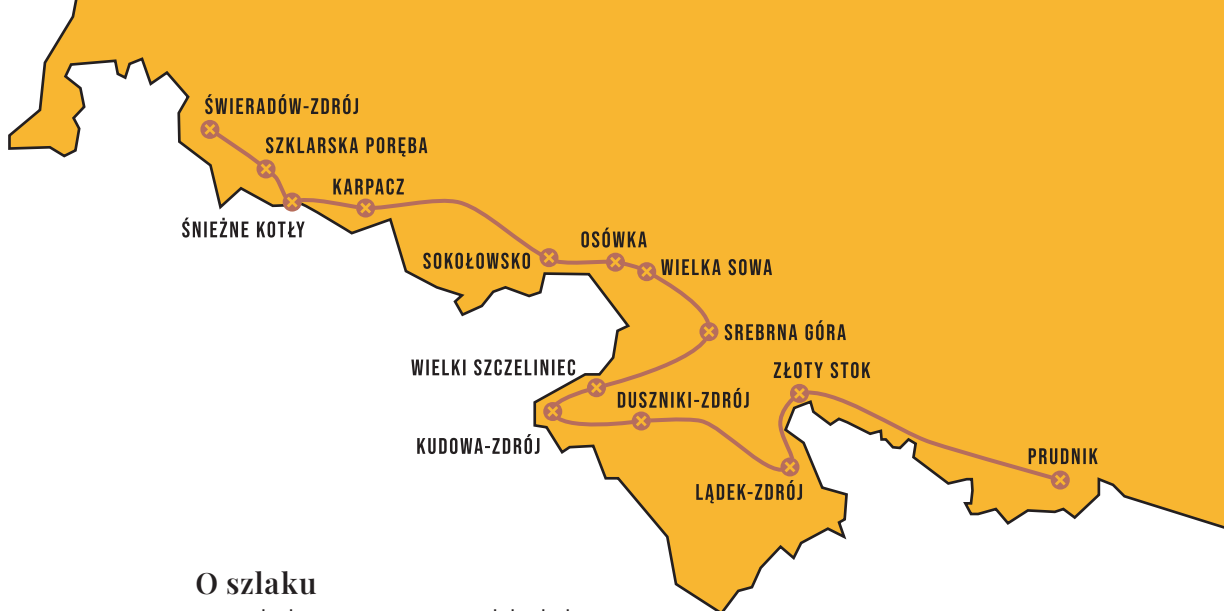 ŚWIERADÓW-ZDRÓJ
SZKLARSKA PORĘBA
KARPACZ
ŚNIEŻNE KOTŁY
OSÓWKA
SOKOŁOWSKO
WIELKA SOWA
SREBRNA GÓRA
WIELKI SZCZELINIEC
ZŁOTY STOK
DUSZNIKI-ZDRÓJ
KUDOWA-ZDRÓJ
PRUDNIK
LĄDEK-ZDRÓJ
O szlaku